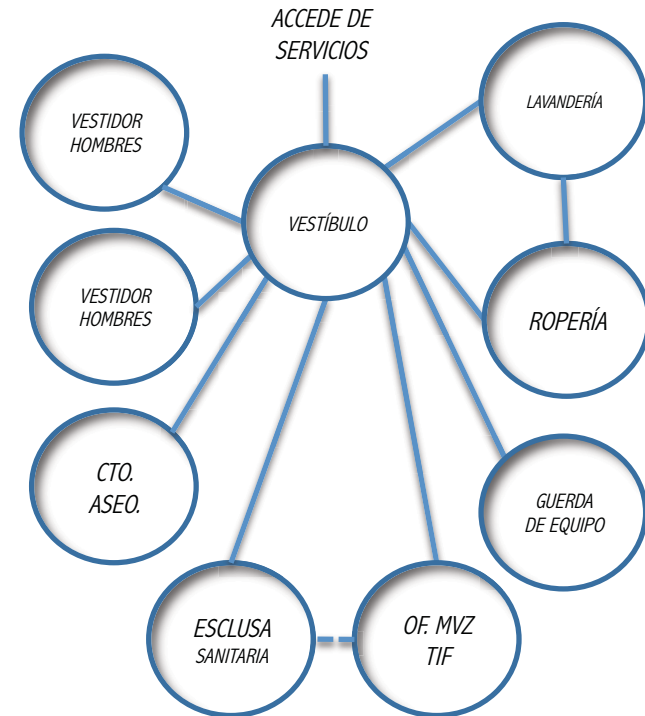 ACCEDE DE
SERVICIOS
VESTIDOR
HOMBRES
LAVANDERÍA
VESTÍBULO
VESTIDOR
HOMBRES
ROPERÍA
CTO.
ASEO.
GUERDA
DE EQUIPO
ESCLUSA
SANITARIA
OF. MVZ
TIF